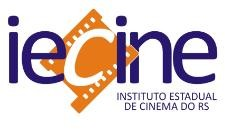 iecine
INSTITUTO ESTADUAL
DE CINEMA DO RS